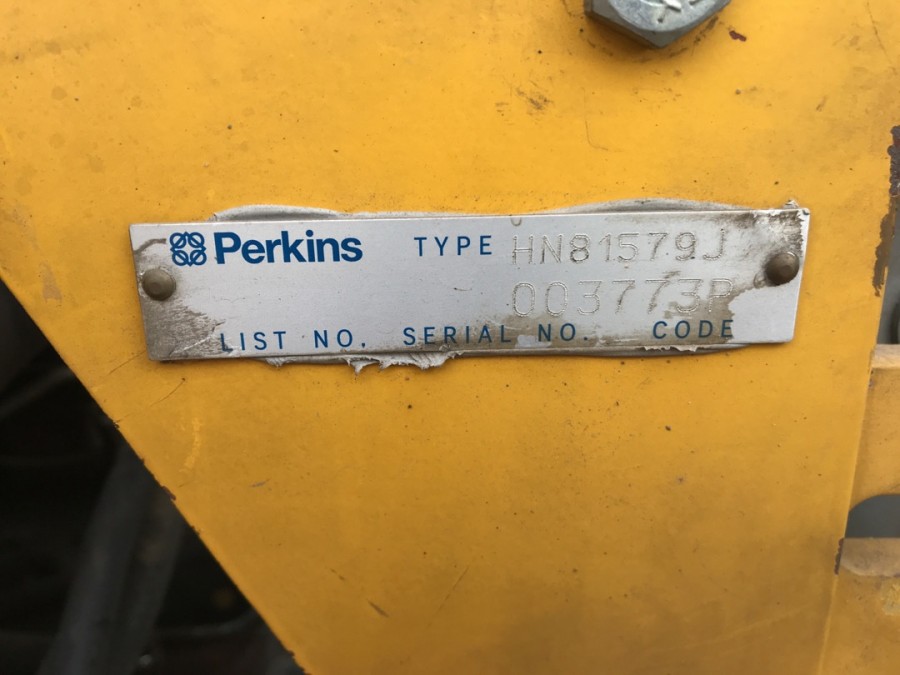 Perkins TYPE HN81579J
003773P
LIST NO. SERIAL NO. CODE